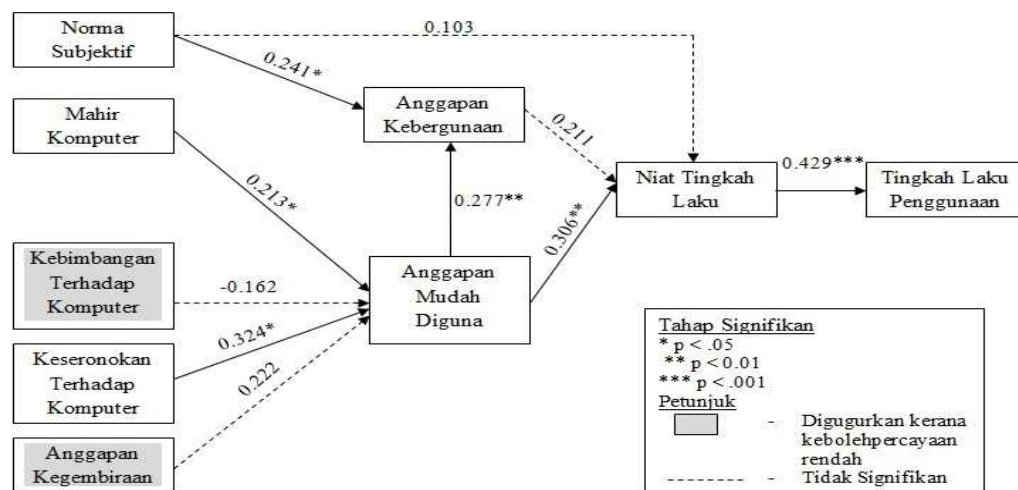 Norma
Subjektif
0.103
0.241*
Mahir
Komputer
Anggapan
Kebergunaan
0.211
0.213*
0.277**
0.306**
Niat Tingkah
Laku
0.429***
Tingkah Laku
Penggunaan
Kebimbangan
Terhadap
Komputer
-0.162
Anggapan
Mudah
Diguna
Keseronokan
Terhadap
Komputer
0.324*
0.222
Anggapan
Kegembiraan
Tahap Signifikan
* p < .05
** p < 0.01
*** p < .001
Petunjuk
- Digugurkan kerana
kebolehpercayaan
rendah
- Tidak Signifikan